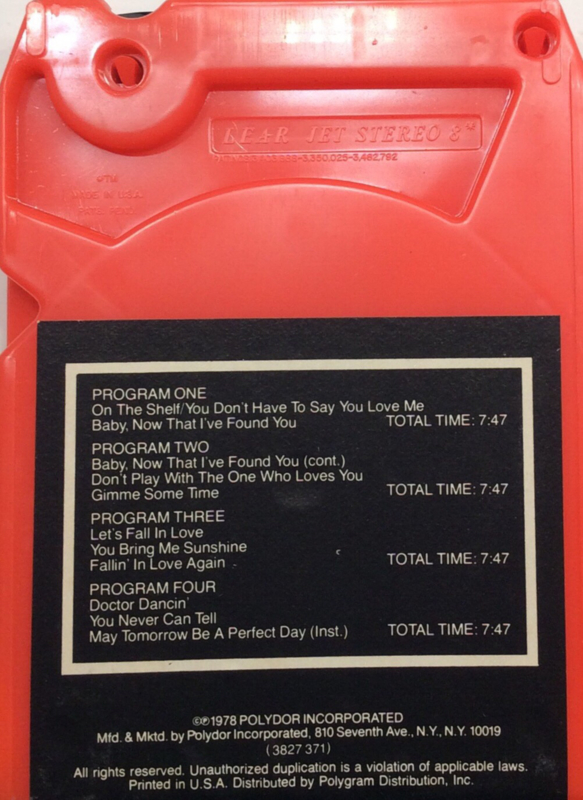 LEAR JET STEREO 8
3,350,025-3,462,792
MADE IN U.S.A.
PROGRAM ONE
On The Shelf/You Don't Have To Say You Love Me
Baby, Now That I've Found You TOTAL TIME: 7:47
PROGRAM TWO
Baby, Now That I've Found You (cont.)
Don't Play With The One Who Loves You
Gimme Some Time TOTAL TIME: 7:47
PROGRAM THREE
Let's Fall In Love
You Bring Me Sunshine
Fallin' In Love Again TOTAL TIME: 7:47
PROGRAM FOUR
Doctor Dancin'
You Never Can Tell
May Tomorrow Be A Perfect Day (Inst.) TOTAL TIME: 7:47
©℗1978 POLYDOR INCORPORATED
Mfd. & Mktd. by Polydor Incorporated, 810 Seventh Ave., N.Y., N.Y. 10019
(3827 371)
All rights reserved. Unauthorized duplication is a violation of applicable laws.
Printed in U.S.A. Distributed by Polygram Distribution, Inc.